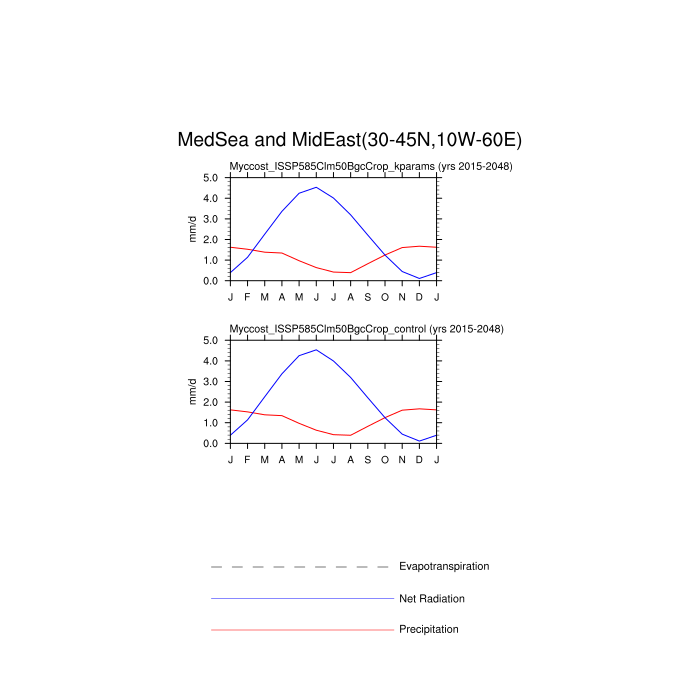 MedSea and MidEast(30-45N,10W-60E)
Myccost_ISSP585Clm50BgcCrop_kparams (yrs 2015-2048)
5.0
4.0
3.0
2.0
1.0
0.0
mm/d
J F M A M J J A S O N D J
Myccost_ISSP585Clm50BgcCrop_control (yrs 2015-2048)
5.0
4.0
3.0
2.0
1.0
0.0
mm/d
J F M A M J J A S O N D J
Evapotranspiration
Net Radiation
Precipitation